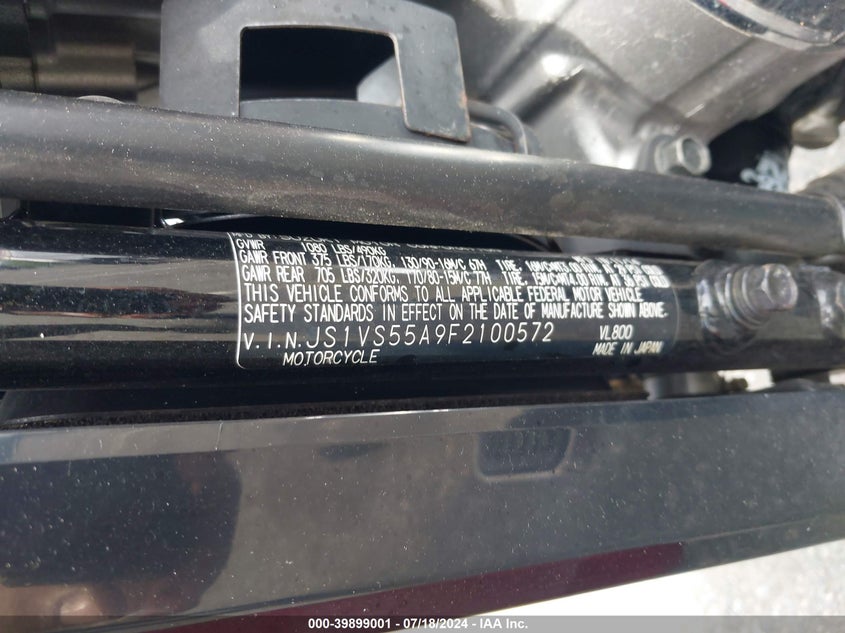 GVWR 1080 LBS/490KG
GAWR FRONT 375 LBS/170KG, 130/90-16M/C 67H TIRE,
GAWR REAR 705 LBS/320KG, 170/80-15M/C 77H TIRE,
THIS VEHICLE CONFORMS TO ALL APPLICABLE FEDERAL MOTOR VEHICLE
SAFETY STANDARDS IN EFFECT ON THE DATE OF MANUFACTURE SHOWN ABOVE.
V.I.N. JS1VS55A9F2100572 VL800
MOTORCYCLE MADE IN JAPAN
000-39899001 / 07/18/2024 - © IAA Inc.